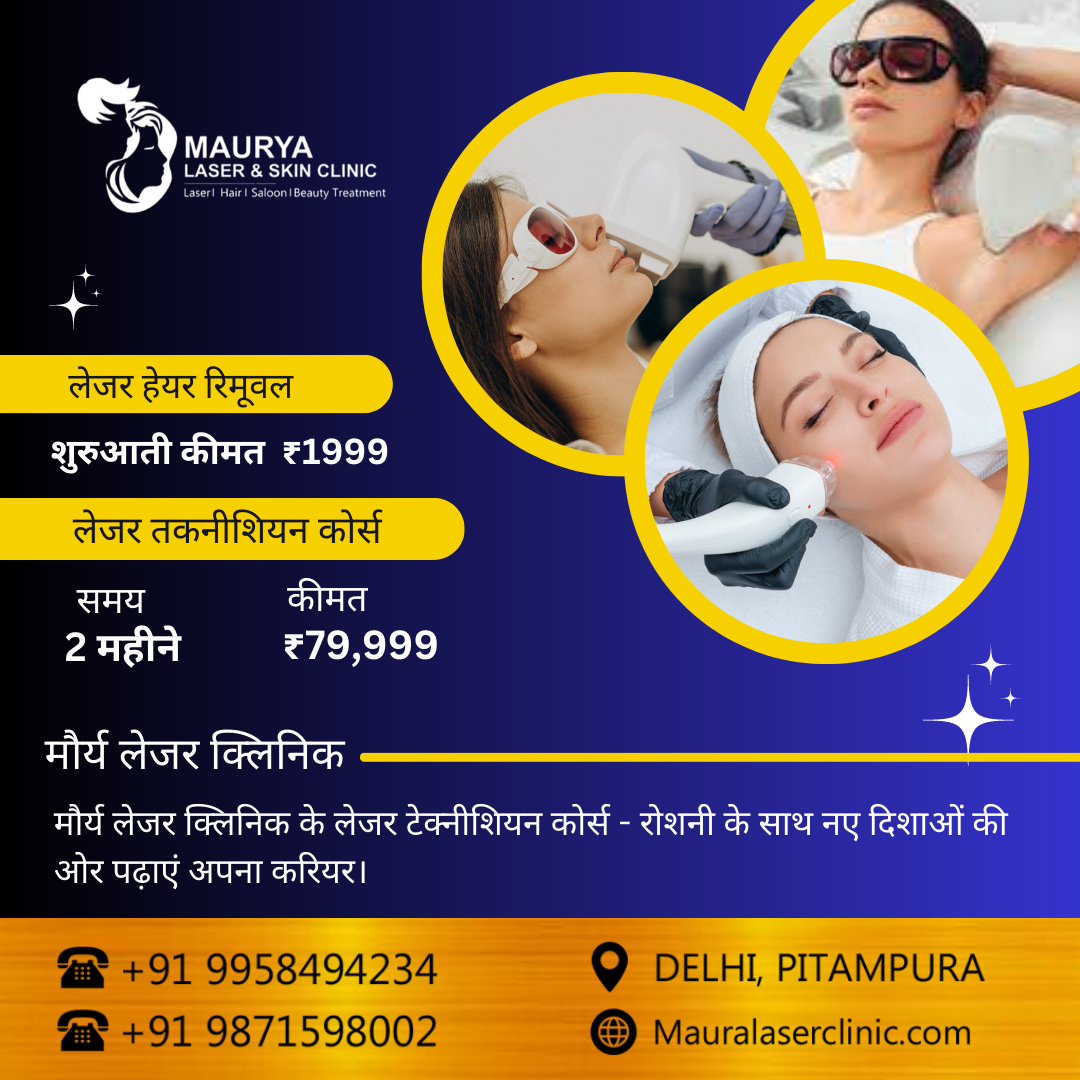 MAURYA
LASER & SKIN CLINIC
Laser| Hair| Saloon|Beauty Treatment
लेजर हेयर रिमूवल
शुरुआती कीमत ₹1999
लेजर तकनीशियन कोर्स
समय कीमत
2 महीने ₹79,999
मौर्य लेजर क्लिनिक
मौर्य लेजर क्लिनिक के लेजर टेक्नीशियन कोर्स - रोशनी के साथ नए दिशाओं की
ओर पढ़ाएं अपना करियर।
+91 9958494234
DELHI, PITAMPURA
+91 9871598002
Mauralaserclinic.com